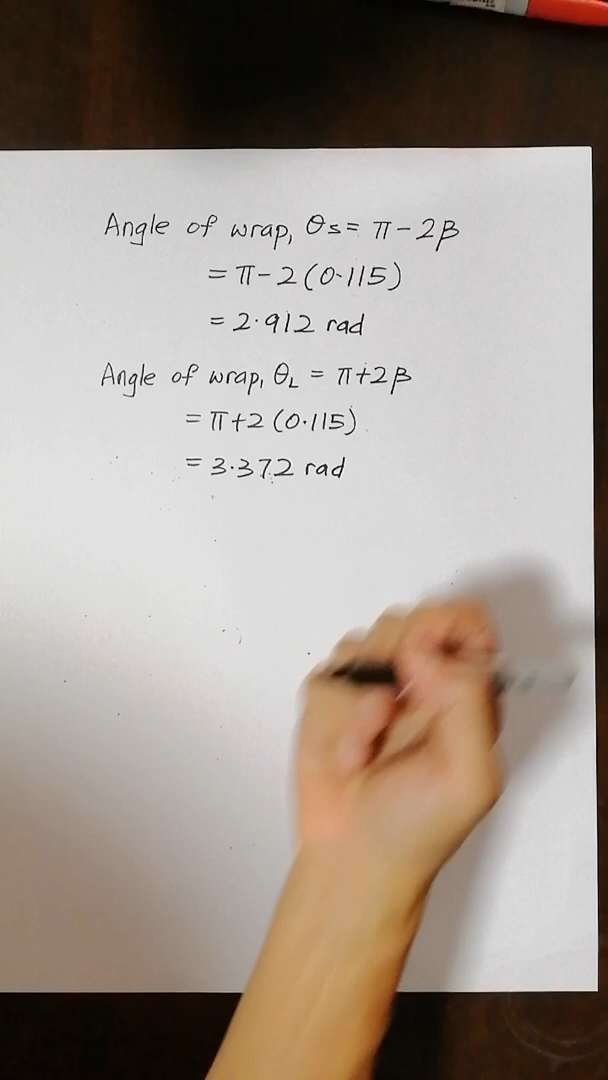 Angle of wrap, θs = π - 2β
= π - 2 (0.115)
= 2.912 rad
Angle of wrap, θL = π + 2β
= π + 2 (0.115)
= 3.372 rad